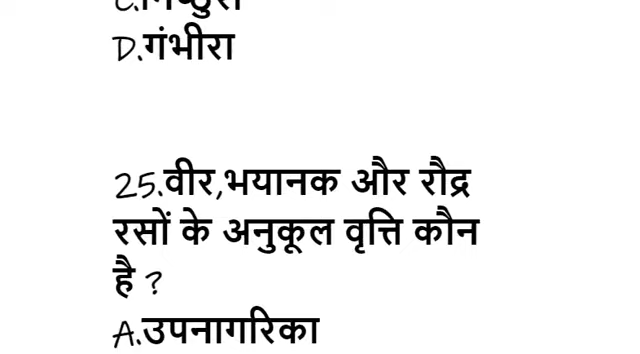 D.गंभीरा
25.वीर,भयानक और रौद्र
रसों के अनुकूल वृत्ति कौन
है ?
A.उपनागरिका